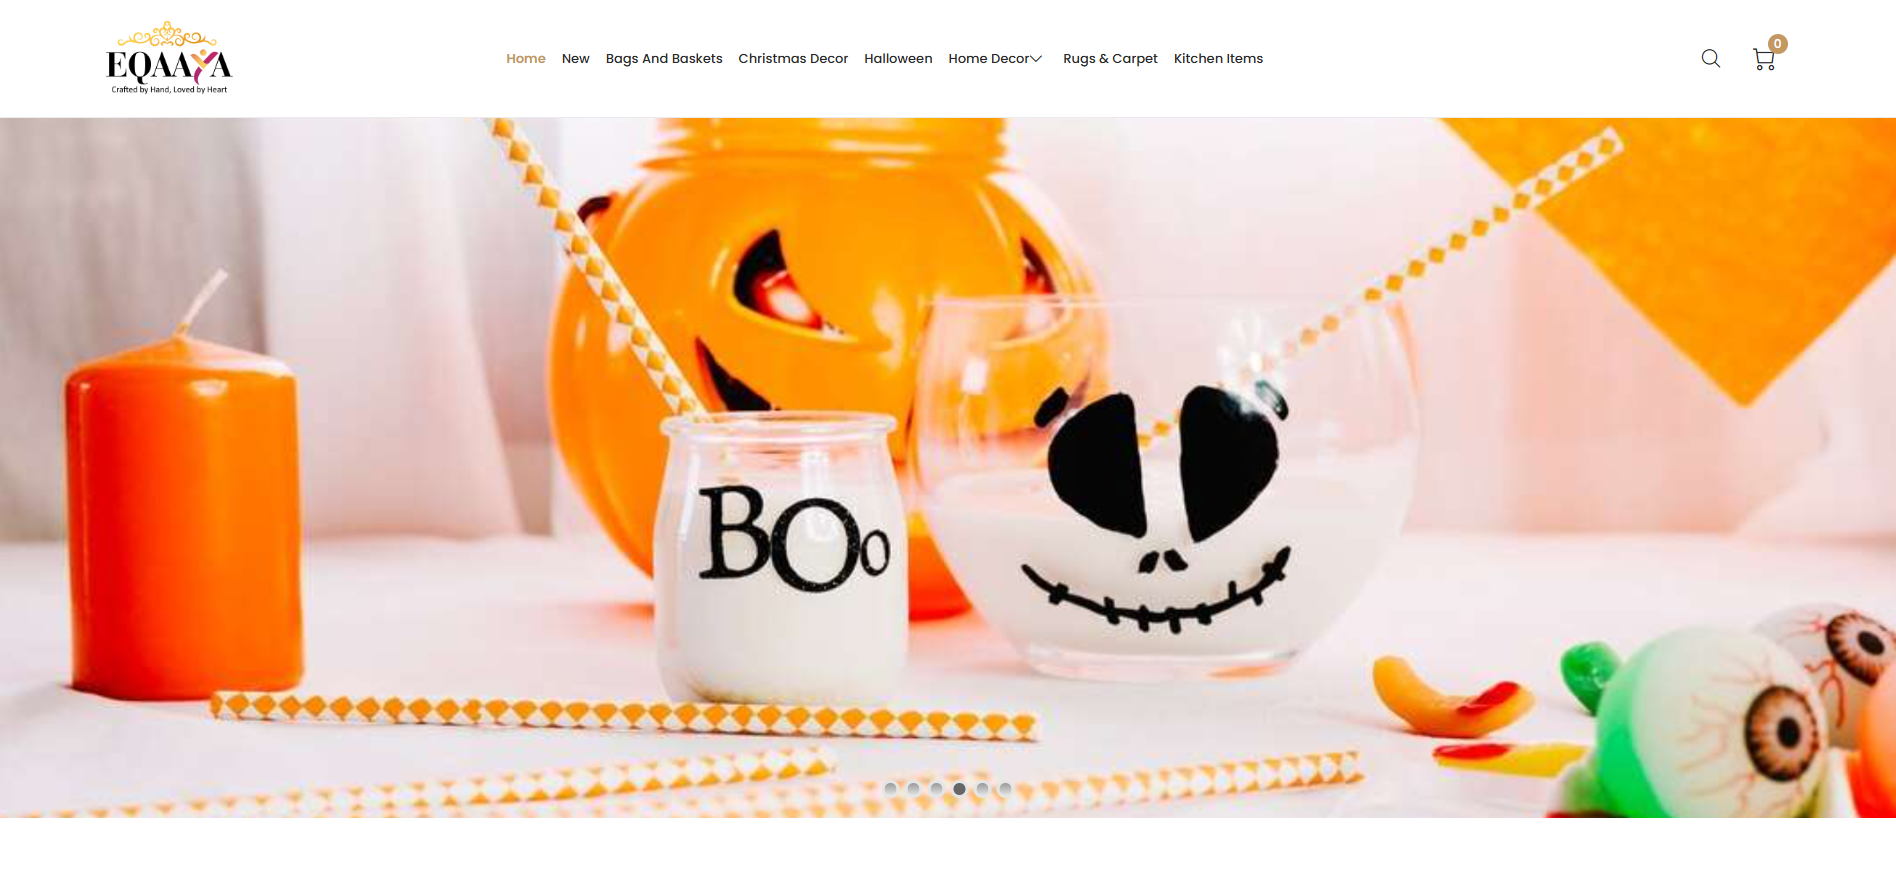 EQAAYA
Crafted by Hand, Loved by Heart
Home New Bags And Baskets Christmas Decor Halloween Home Decor Rugs & Carpet Kitchen Items
0
BOo